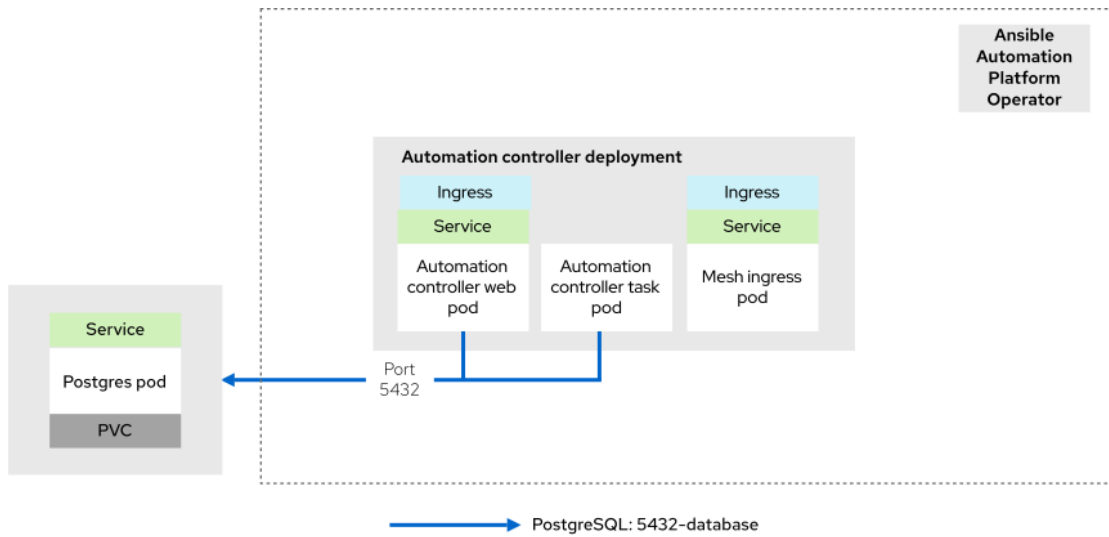 Ansible
Automation
Platform
Operator
Automation controller deployment
Ingress
Service
Automation
controller web
pod
Automation
controller task
pod
Ingress
Service
Mesh ingress
pod
Service
Postgres pod
PVC
Port
5432
PostgreSQL: 5432-database